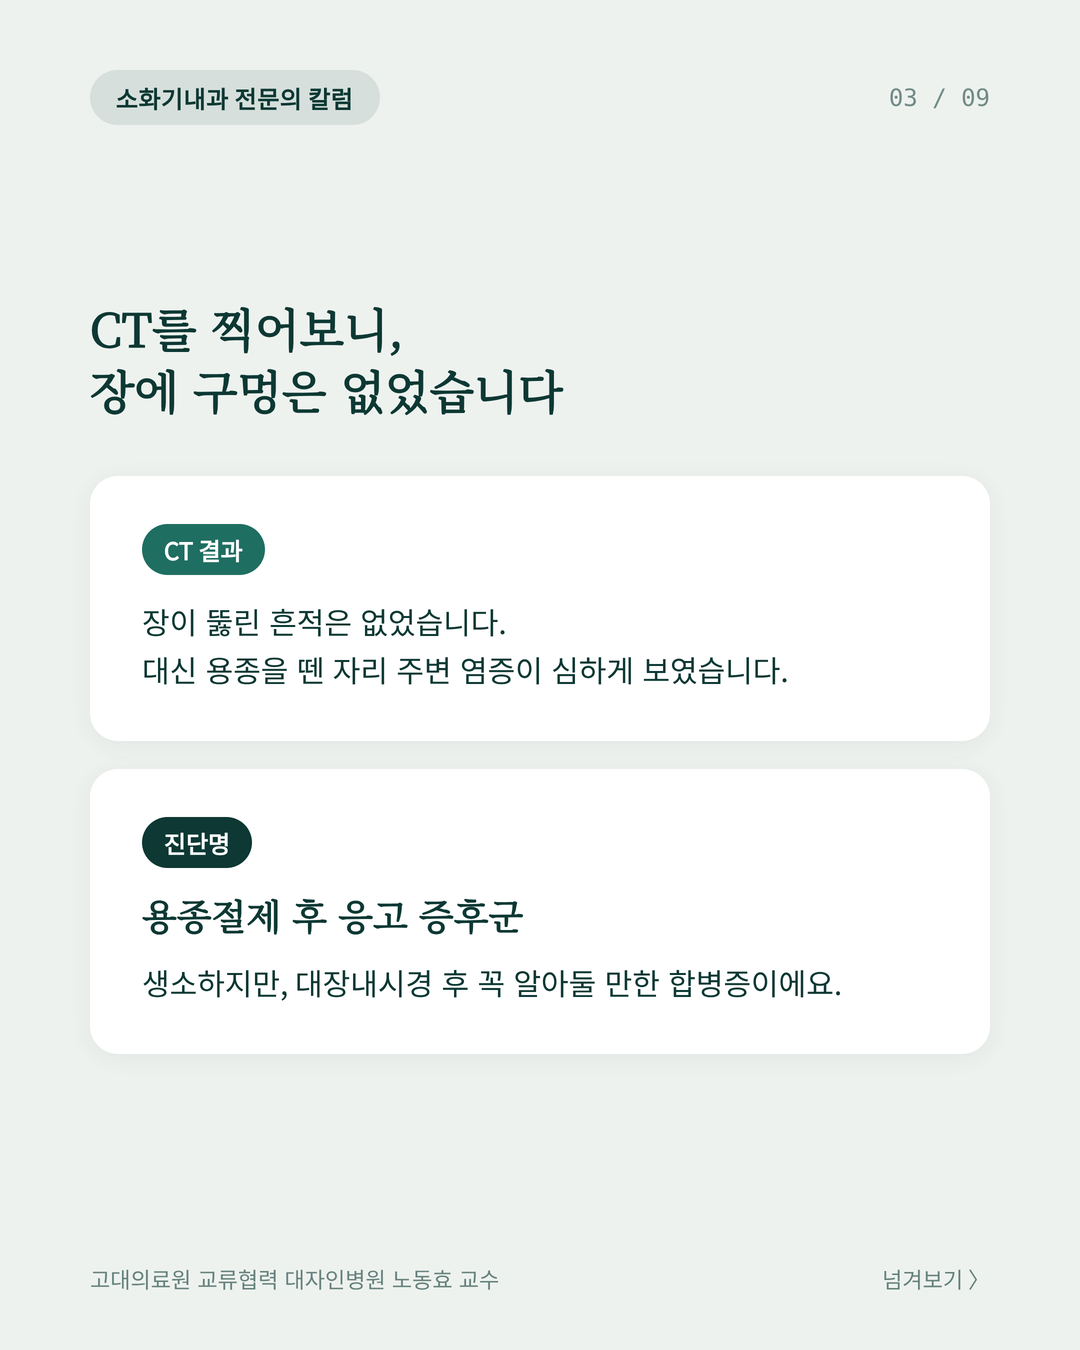 소화기내과 전문의 칼럼
03 / 09
CT를 찍어보니,
장에 구멍은 없었습니다
CT 결과
장이 뚫린 흔적은 없었습니다.
대신 용종을 뗀 자리 주변 염증이 심하게 보였습니다.
진단명
용종절제 후 응고 증후군
생소하지만, 대장내시경 후 꼭 알아둘 만한 합병증이에요.
고대의료원 교류협력 대자인병원 노동효 교수
넘겨보기 〉